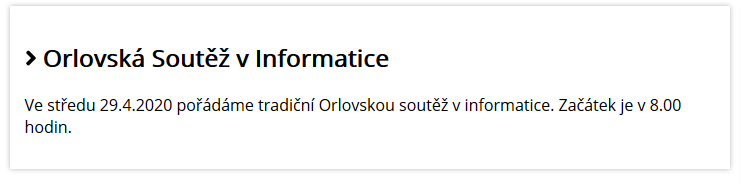 Orlovská Soutěž v Informatice
Ve středu 29.4.2020 pořádáme tradiční Orlovskou soutěž v informatice. Začátek je v 8.00
hodin.